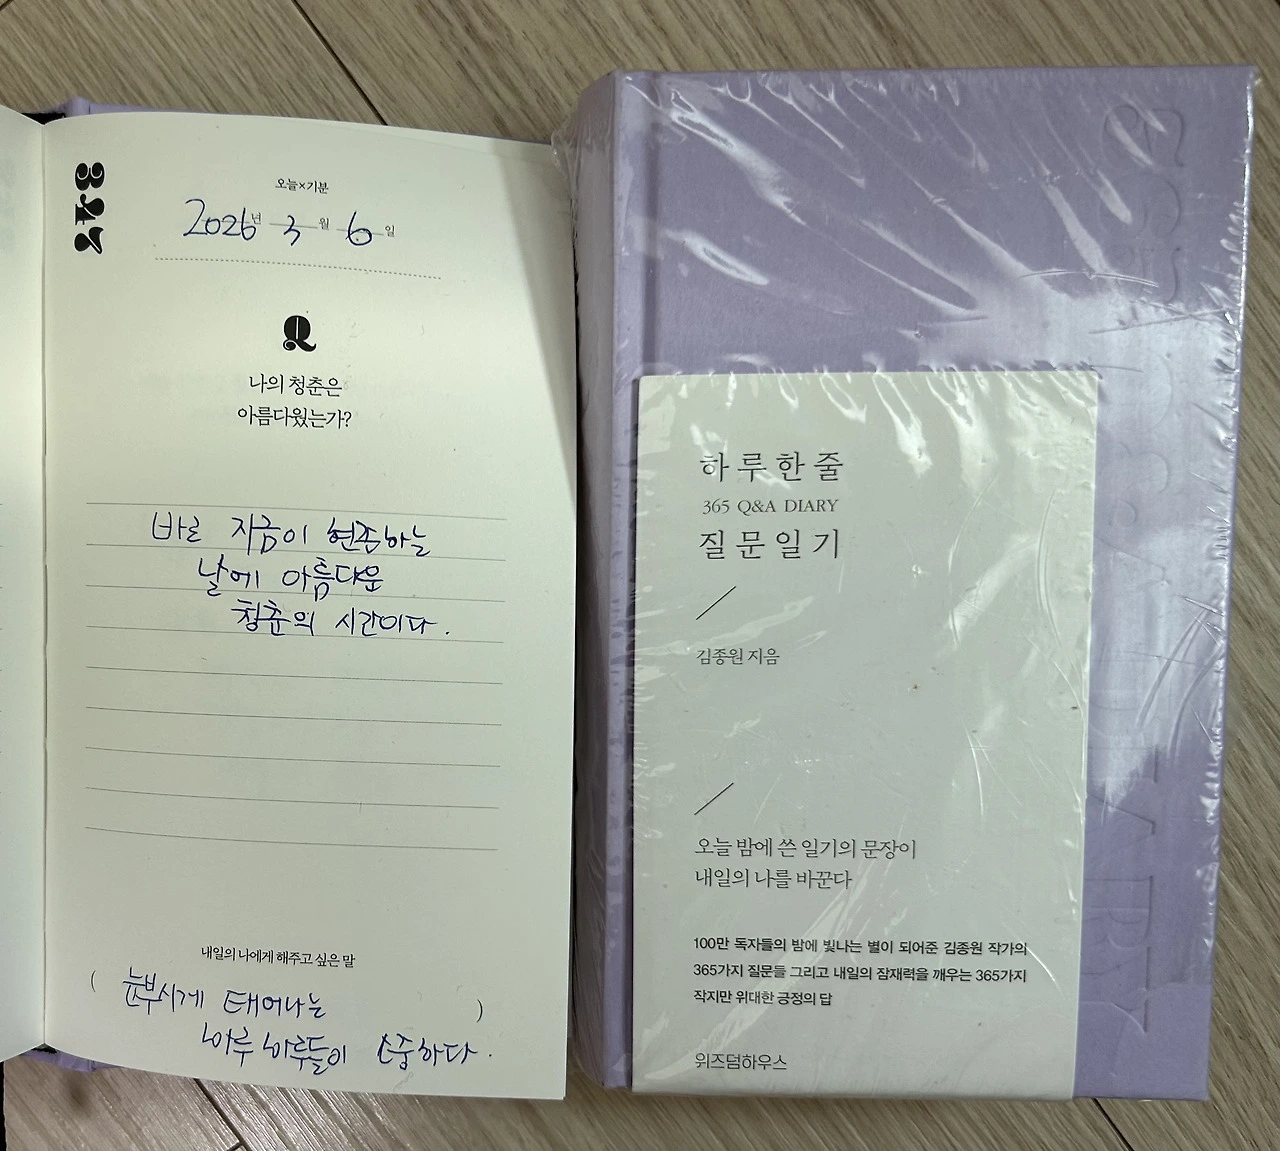 오늘×기분
2026년 3월 6일
Q
나의 청춘은
아름다웠는가?
바로 지금이 현존하는
날에 아름다운
청춘의 시간이다.
내일의 나에게 해주고 싶은 말
( 눈부시게 태어나는 )
하루 하루들이 소중하다.
하루한줄
365 Q&A DIARY
질문일기
김종원 지음
오늘 밤에 쓴 일기의 문장이
내일의 나를 바꾼다
100만 독자들의 밤에 빛나는 별이 되어준 김종원 작가의
365가지 질문들 그리고 내일의 잠재력을 깨우는 365가지
작지만 위대한 긍정의 답
위즈덤하우스